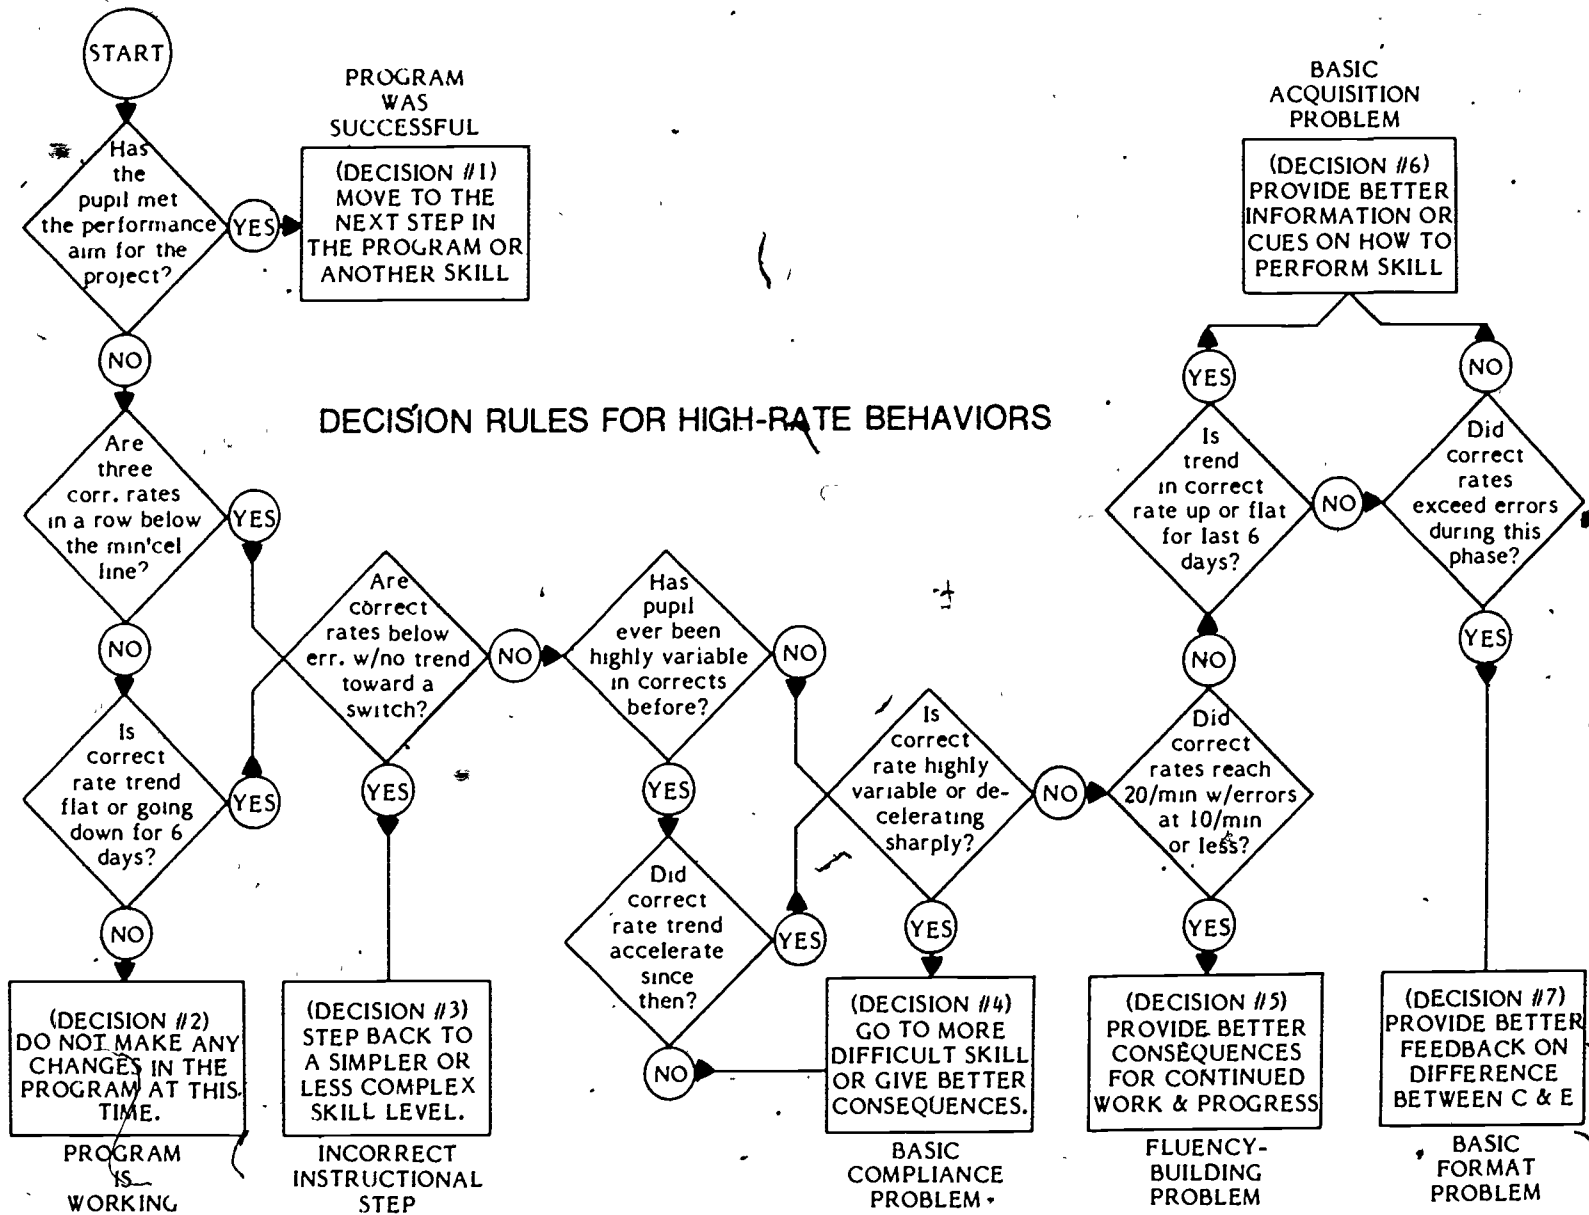 START
Has
the
pupil met
the performance
aim for the
project?
YES
PROGRAM
WAS
SUCCESSFUL
(DECISION #1)
MOVE TO THE
NEXT STEP IN
THE PROGRAM OR
ANOTHER SKILL
NO
DECISION RULES FOR HIGH-RATE BEHAVIORS
Are
three
corr. rates
in a row below
the min'cel
line?
YES
NO
Is
correct
rate trend
flat or going
down for 6
days?
YES
NO
(DECISION #2)
DO NOT MAKE ANY
CHANGES IN THE
PROGRAM AT THIS
TIME.
PROGRAM
IS
WORKING
Are
correct
rates below
err. w/no trend
toward a
switch?
NO
YES
(DECISION #3)
STEP BACK TO
A SIMPLER OR
LESS COMPLEX
SKILL LEVEL.
INCORRECT
INSTRUCTIONAL
STEP
Has
pupil
ever been
highly variable
in corrects
before?
NO
YES
Did
correct
rate trend
accelerate
since
then?
YES
NO
Is
correct
rate highly
variable or de-
celerating
sharply?
NO
YES
(DECISION #4)
GO TO MORE
DIFFICULT SKILL
OR GIVE BETTER
CONSEQUENCES.
BASIC
COMPLIANCE
PROBLEM
Did
correct
rates reach
20/min w/errors
at 10/min
or less?
NO
YES
(DECISION #5)
PROVIDE BETTER
CONSEQUENCES
FOR CONTINUED
WORK & PROGRESS
FLUENCY-
BUILDING
PROBLEM
Is
trend
in correct
rate up or flat
for last 6
days?
YES
NO
BASIC
ACQUISITION
PROBLEM
(DECISION #6)
PROVIDE BETTER
INFORMATION OR
CUES ON HOW TO
PERFORM SKILL
NO
Did
correct
rates
exceed errors
during this
phase?
YES
(DECISION #7)
PROVIDE BETTER
FEEDBACK ON
DIFFERENCE
BETWEEN C & E
BASIC
FORMAT
PROBLEM